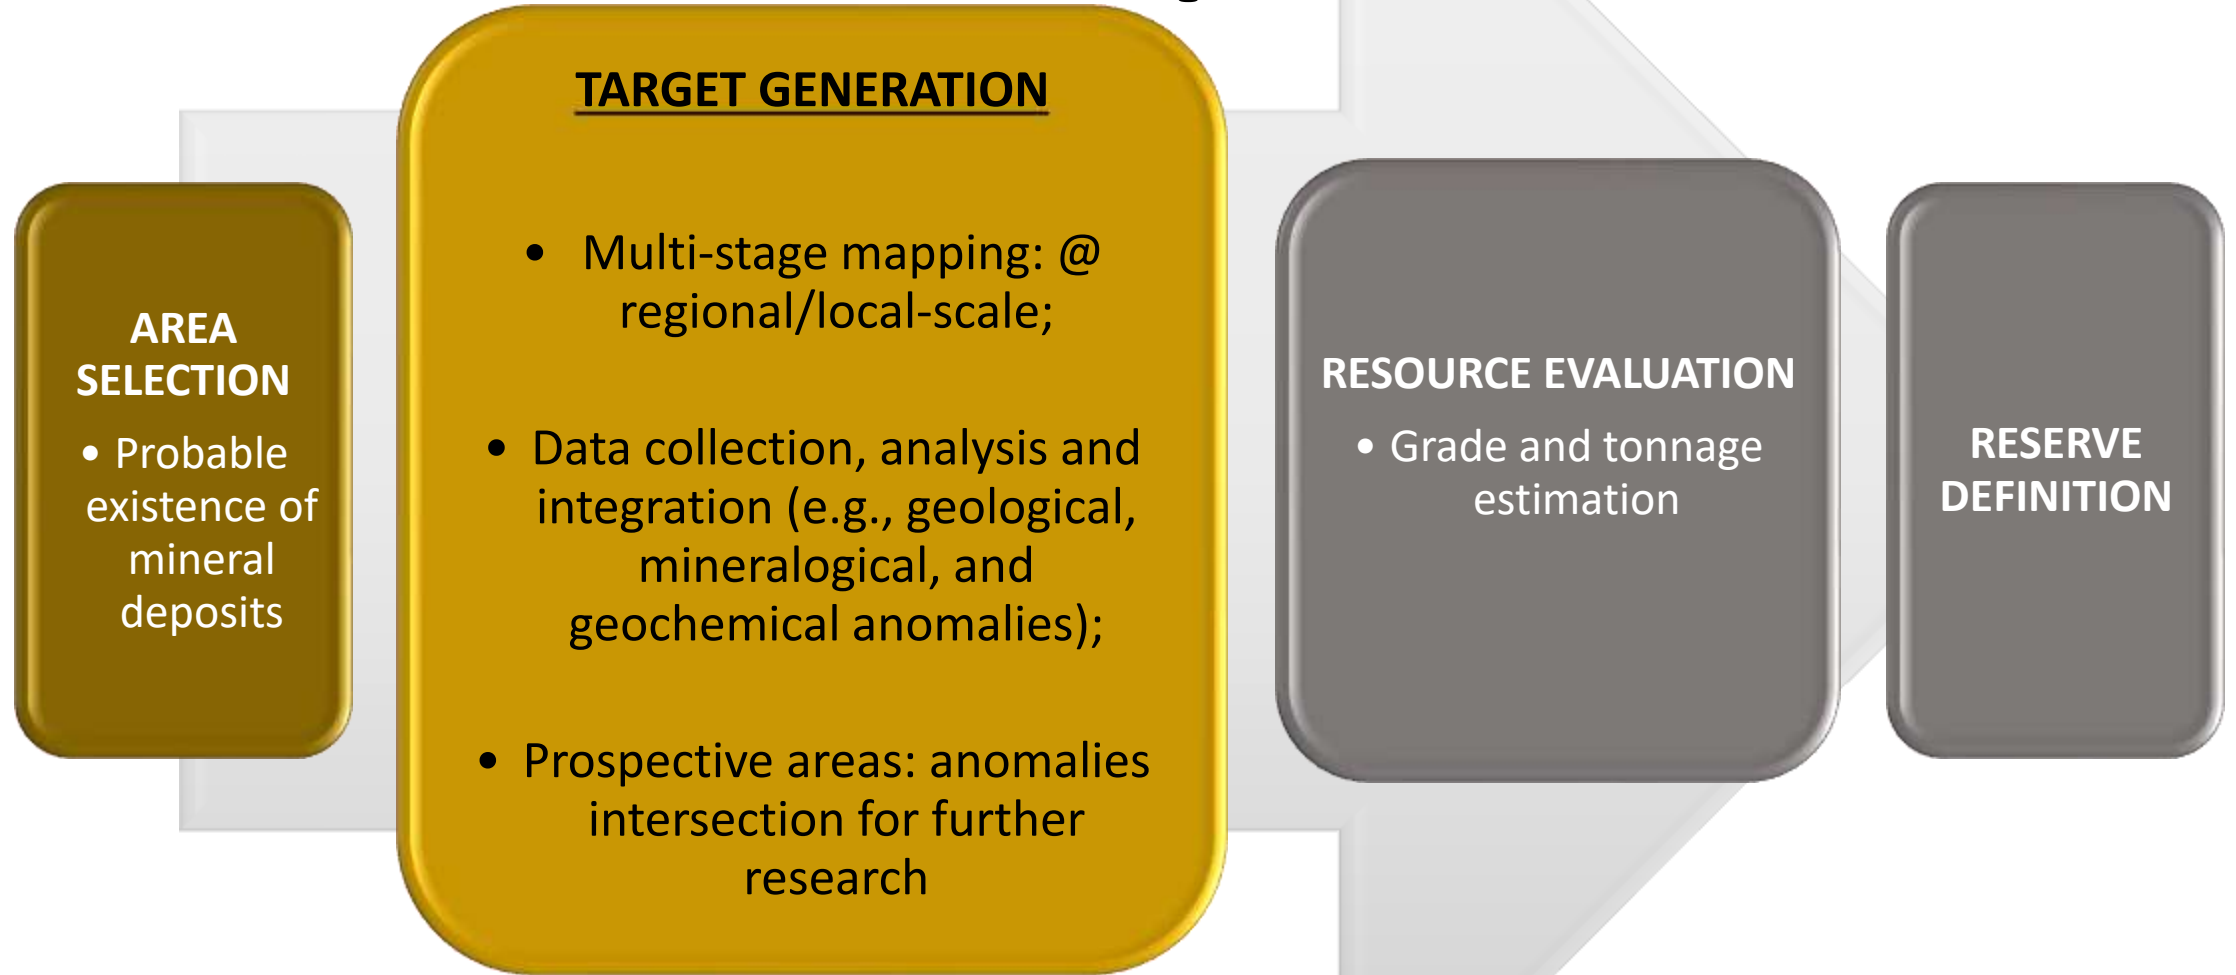 AREA
SELECTION
• Probable
existence of
mineral
deposits
TARGET GENERATION
• Multi-stage mapping: @
regional/local-scale;
• Data collection, analysis and
integration (e.g., geological,
mineralogical, and
geochemical anomalies);
• Prospective areas: anomalies
intersection for further
research
RESOURCE EVALUATION
• Grade and tonnage
estimation
RESERVE
DEFINITION